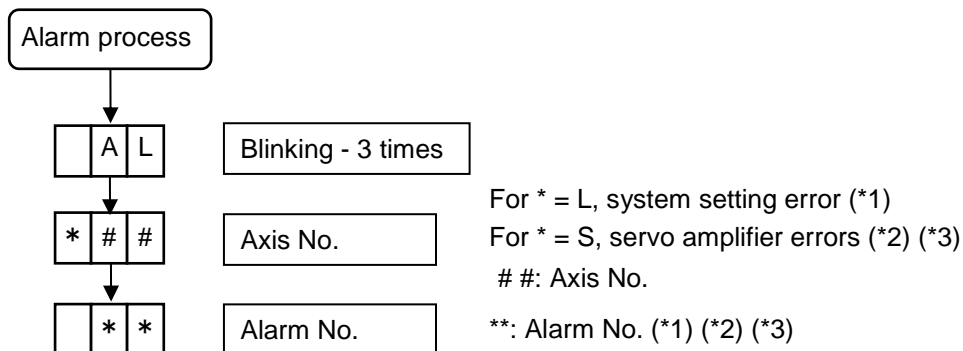 Alarm process
A L
Blinking - 3 times
For * = L, system setting error (*1)
* # #
Axis No.
For * = S, servo amplifier errors (*2) (*3)
# #: Axis No.
* *
Alarm No.
**: Alarm No. (*1) (*2) (*3)